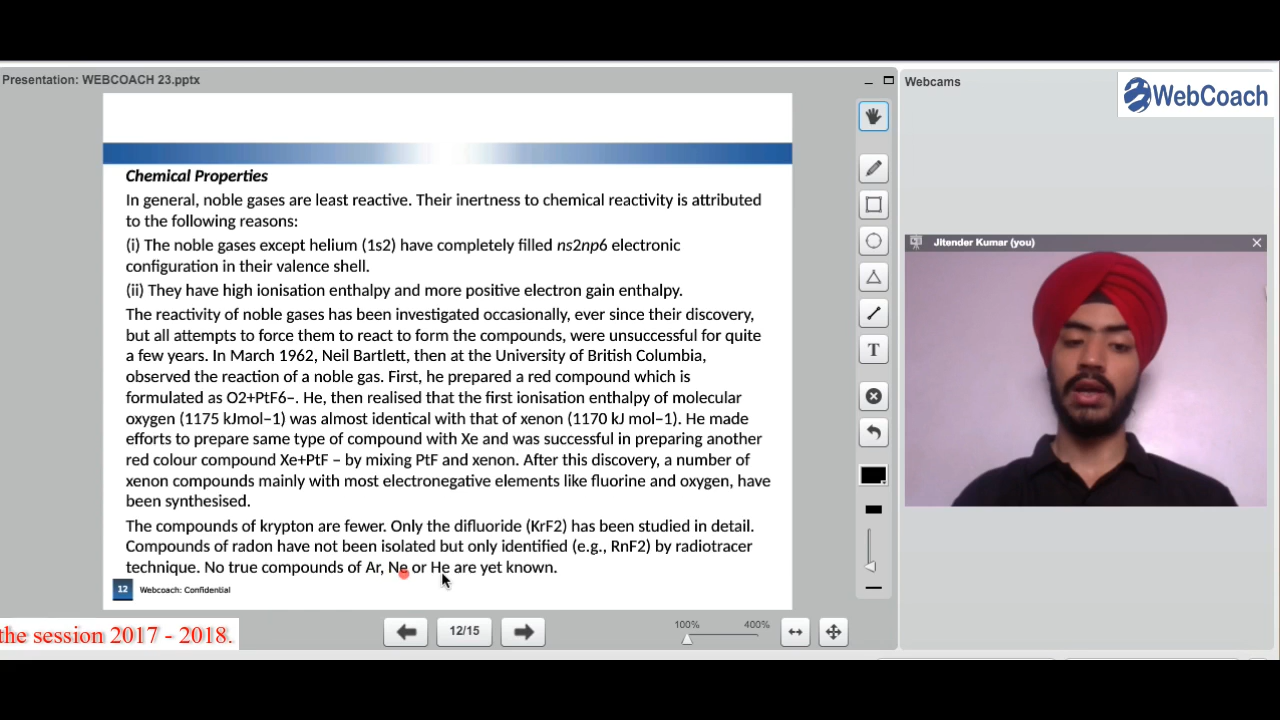 Presentation: WEBCOACH 23.pptx
Webcams
WebCoach
Chemical Properties
In general, noble gases are least reactive. Their inertness to chemical reactivity is attributed
to the following reasons:
(i) The noble gases except helium (1s2) have completely filled ns2np6 electronic
configuration in their valence shell.
(ii) They have high ionisation enthalpy and more positive electron gain enthalpy.
The reactivity of noble gases has been investigated occasionally, ever since their discovery,
but all attempts to force them to react to form the compounds, were unsuccessful for quite
a few years. In March 1962, Neil Bartlett, then at the University of British Columbia,
observed the reaction of a noble gas. First, he prepared a red compound which is
formulated as O2+PtF6–. He, then realised that the first ionisation enthalpy of molecular
oxygen (1175 kJmol–1) was almost identical with that of xenon (1170 kJ mol–1). He made
efforts to prepare same type of compound with Xe and was successful in preparing another
red colour compound Xe+PtF – by mixing PtF and xenon. After this discovery, a number of
xenon compounds mainly with most electronegative elements like fluorine and oxygen, have
been synthesised.
The compounds of krypton are fewer. Only the difluoride (KrF2) has been studied in detail.
Compounds of radon have not been isolated but only identified (e.g., RnF2) by radiotracer
technique. No true compounds of Ar, Ne or He are yet known.
12 Webcoach: Confidential
Jitender Kumar (you)
T
the session 2017 - 2018.
12/15
100% 400%